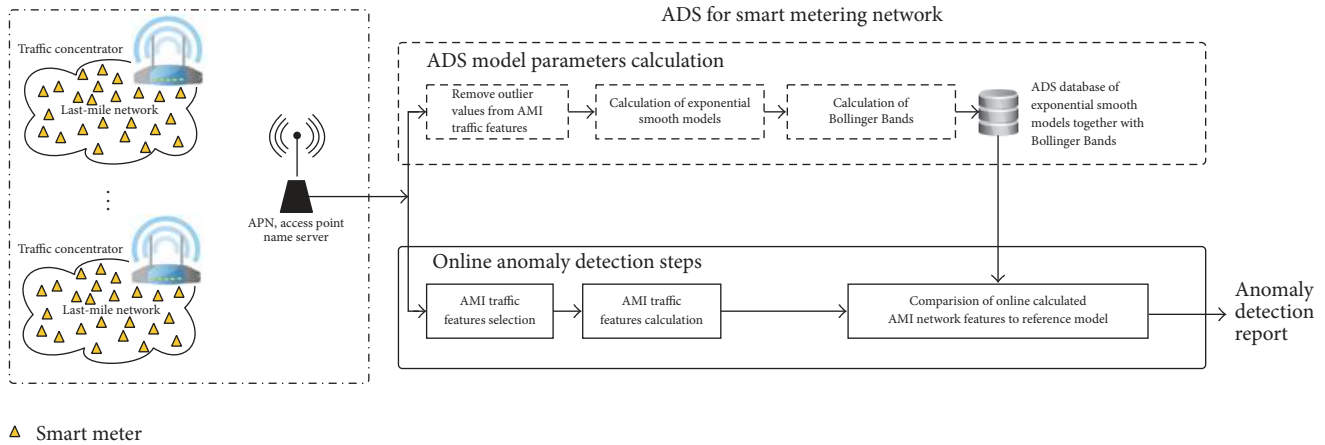 ADS for smart metering network
Traffic concentrator
Last-mile network
⋮
Traffic concentrator
Last-mile network
APN, access point
name server
ADS model parameters calculation
Remove outlier
values from AMI
traffic features
Calculation of exponential
smooth models
Calculation of
Bollinger Bands
ADS database of
exponential smooth
models together with
Bollinger Bands
Online anomaly detection steps
AMI traffic
features selection
AMI traffic
features calculation
Comparision of online calculated
AMI network features to reference model
Anomaly
detection
report
Smart meter